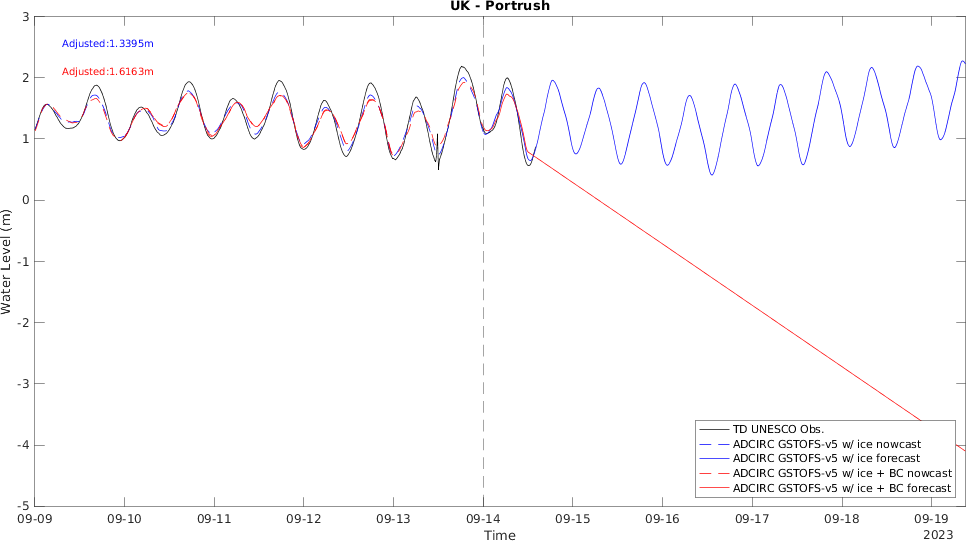 UK - Portrush
Adjusted:1.3395m
Adjusted:1.6163m
3
2
1
0
-1
-2
-3
-4
-5
Water Level (m)
TD UNESCO Obs.
ADCIRC GSTOFS-v5 w/ ice nowcast
ADCIRC GSTOFS-v5 w/ ice forecast
ADCIRC GSTOFS-v5 w/ ice + BC nowcast
ADCIRC GSTOFS-v5 w/ ice + BC forecast
09-09 09-10 09-11 09-12 09-13 09-14 09-15 09-16 09-17 09-18 09-19
Time
2023